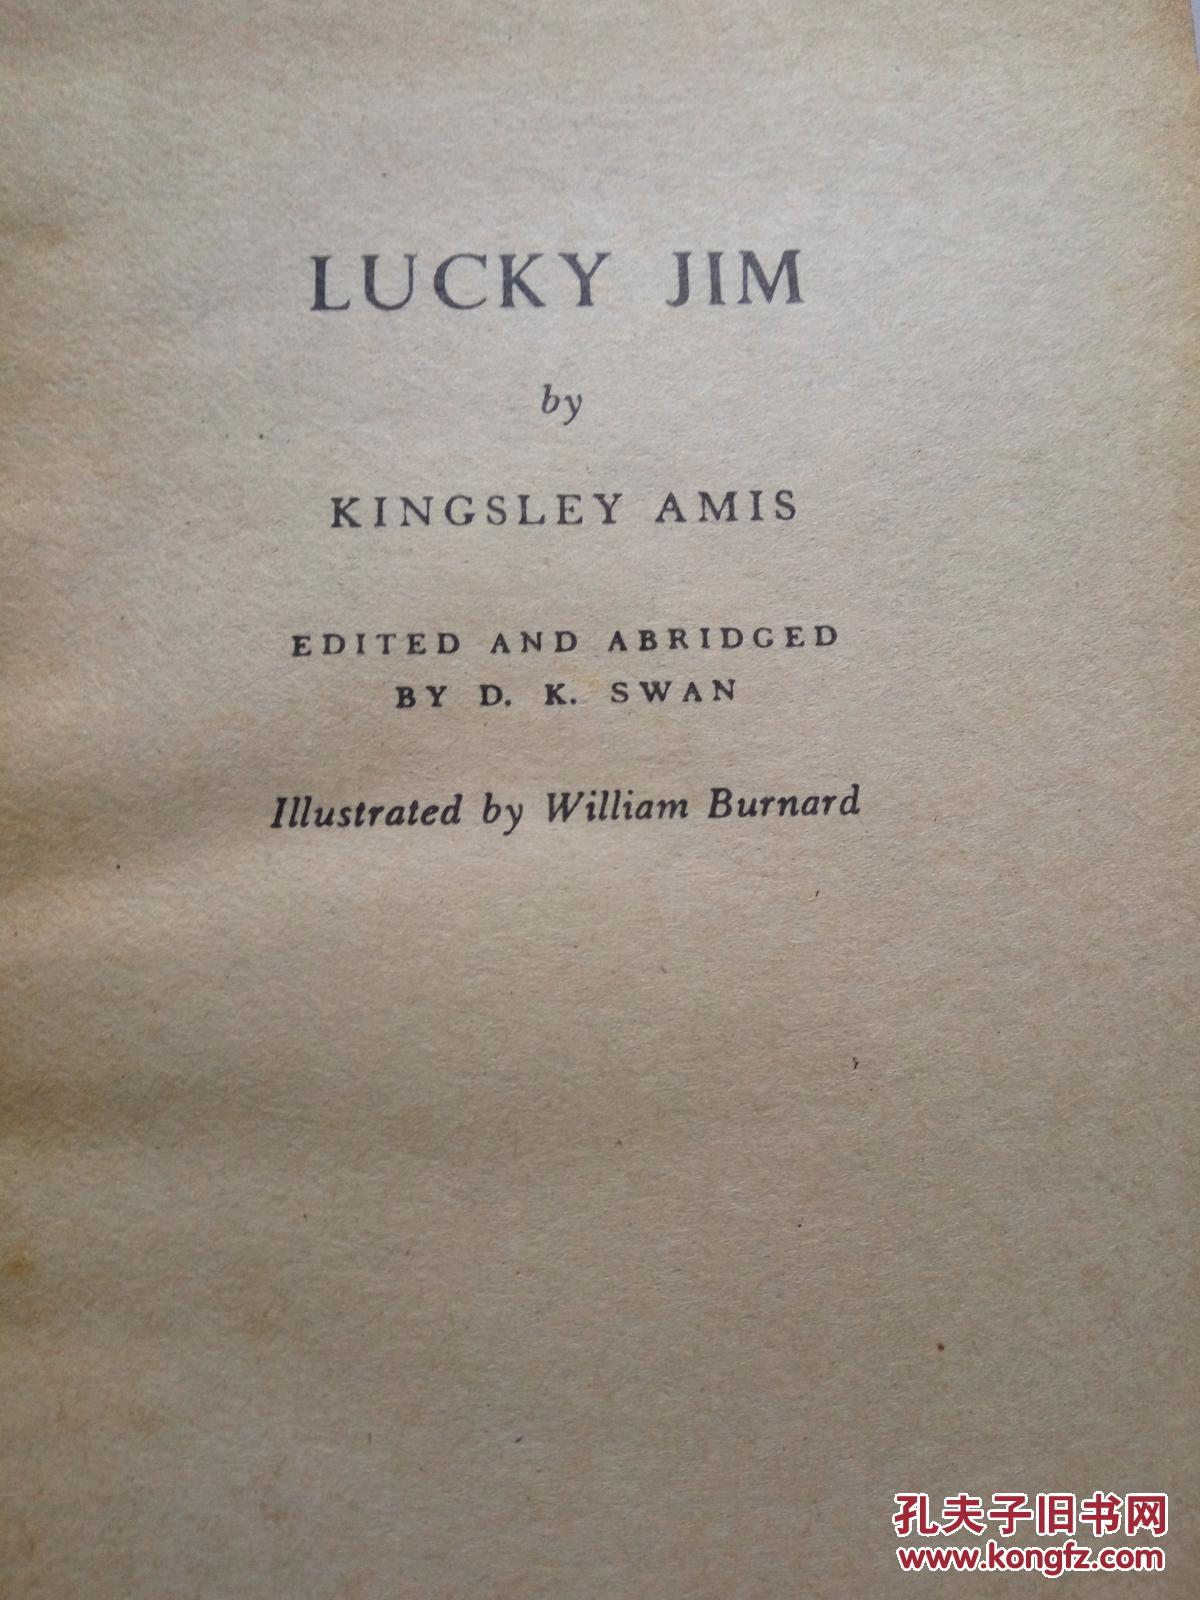 LUCKY JIM
by
KINGSLEY AMIS
EDITED AND ABRIDGED
BY D. K. SWAN
Illustrated by William Burnard
孔夫子旧书网
www.kongfz.com